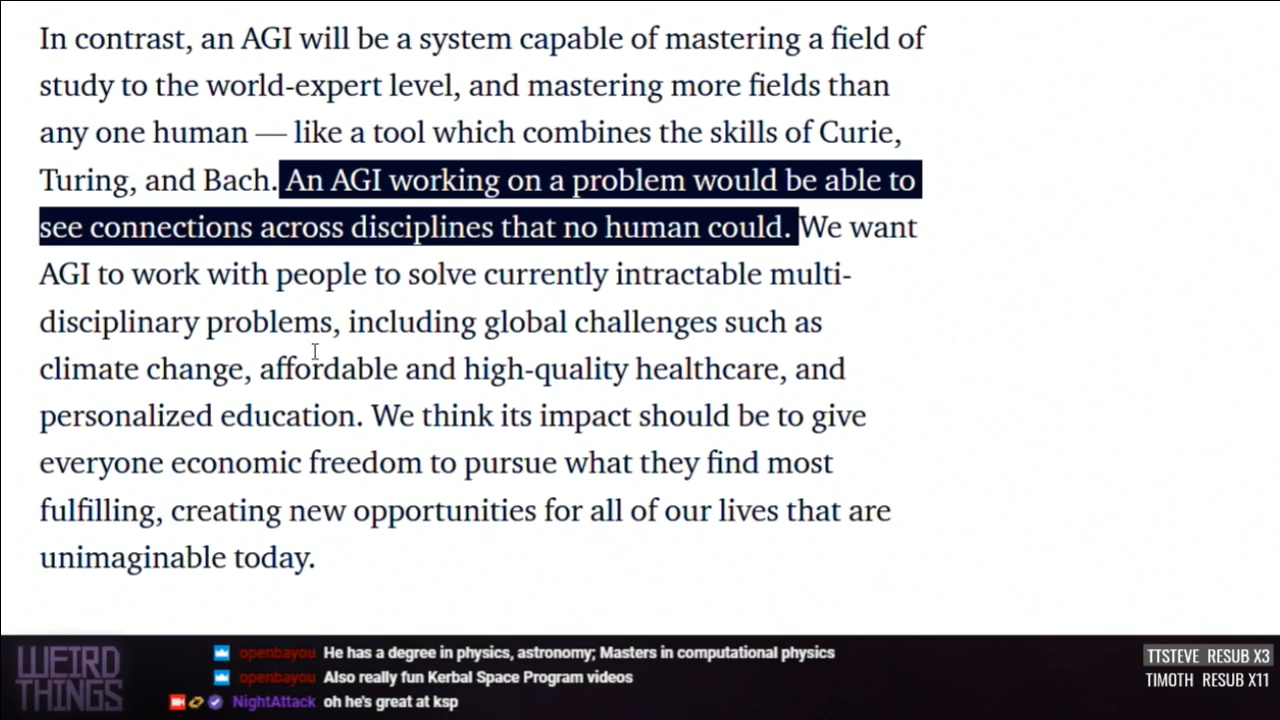 In contrast, an AGI will be a system capable of mastering a field of
study to the world-expert level, and mastering more fields than
any one human — like a tool which combines the skills of Curie,
Turing, and Bach. An AGI working on a problem would be able to
see connections across disciplines that no human could. We want
AGI to work with people to solve currently intractable multi-
disciplinary problems, including global challenges such as
climate change, affordable and high-quality healthcare, and
personalized education. We think its impact should be to give
everyone economic freedom to pursue what they find most
fulfilling, creating new opportunities for all of our lives that are
unimaginable today.
WEIRD
THINGS
openbayou He has a degree in physics, astronomy; Masters in computational physics
openbayou Also really fun Kerbal Space Program videos
NightAttack oh he's great at ksp
TTSTEVE RESUB X3
TIMOTH RESUB X11